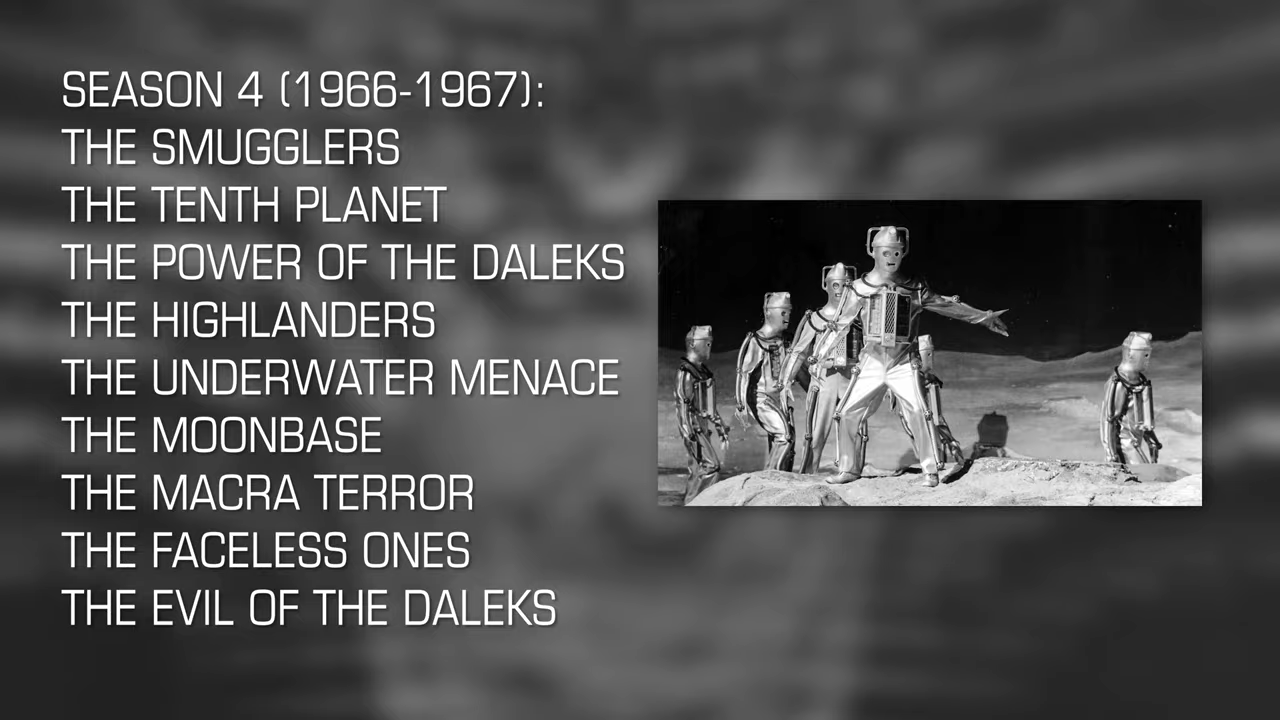 SEASON 4 (1966-1967):
THE SMUGGLERS
THE TENTH PLANET
THE POWER OF THE DALEKS
THE HIGHLANDERS
THE UNDERWATER MENACE
THE MOONBASE
THE MACRA TERROR
THE FACELESS ONES
THE EVIL OF THE DALEKS